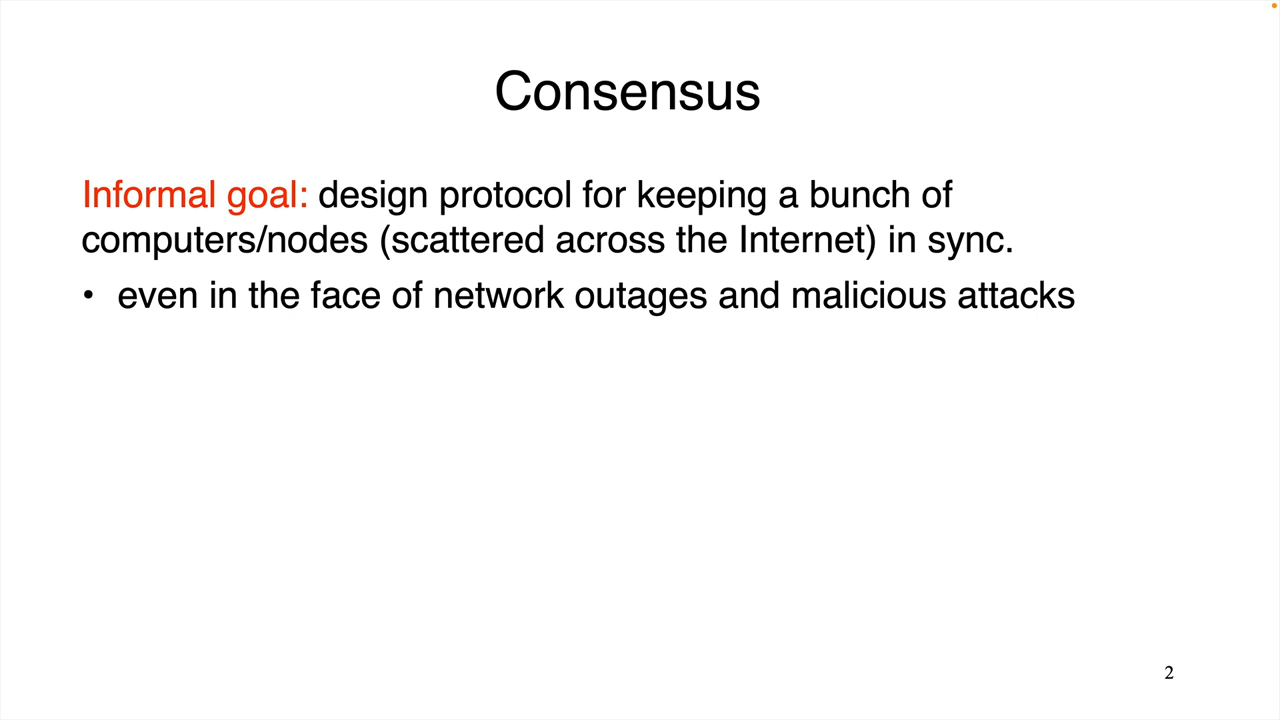 Consensus
Informal goal: design protocol for keeping a bunch of
computers/nodes (scattered across the Internet) in sync.
• even in the face of network outages and malicious attacks
2